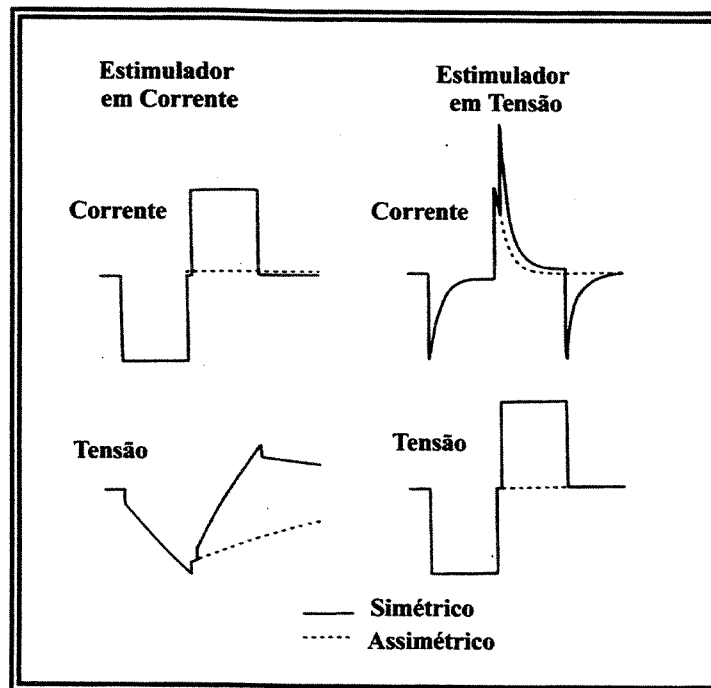 Estimulador
em Corrente
Estimulador
em Tensão
Corrente
Corrente
Tensão
Tensão
Simétrico
Assimétrico